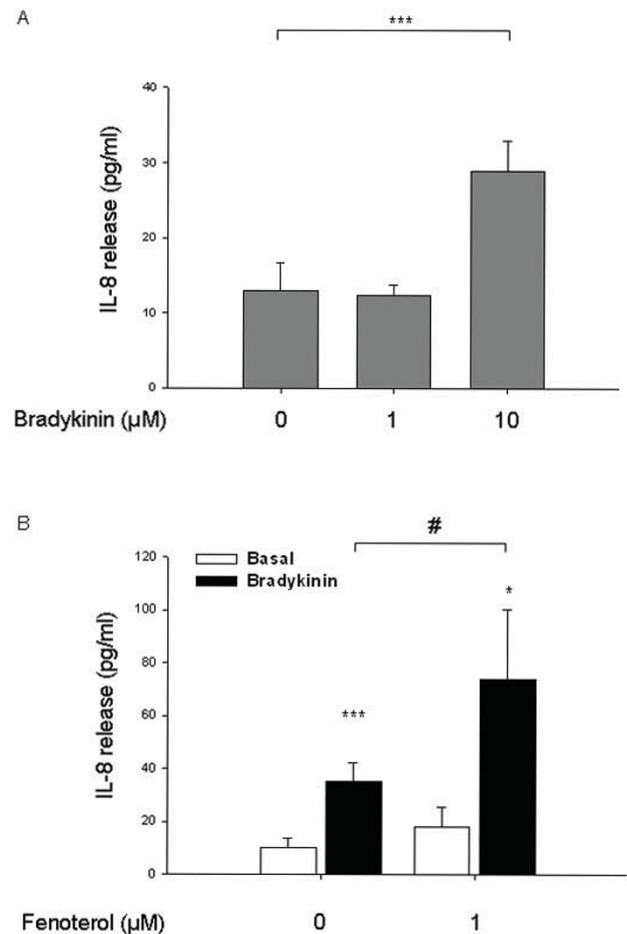 A
***
40
30
20
10
0
IL-8 release (pg/ml)
Bradykinin (µM) 0 1 10
B
#
120
100
80
60
40
20
0
IL-8 release (pg/ml)
Basal
Bradykinin
*
***
Fenoterol (µM) 0 1